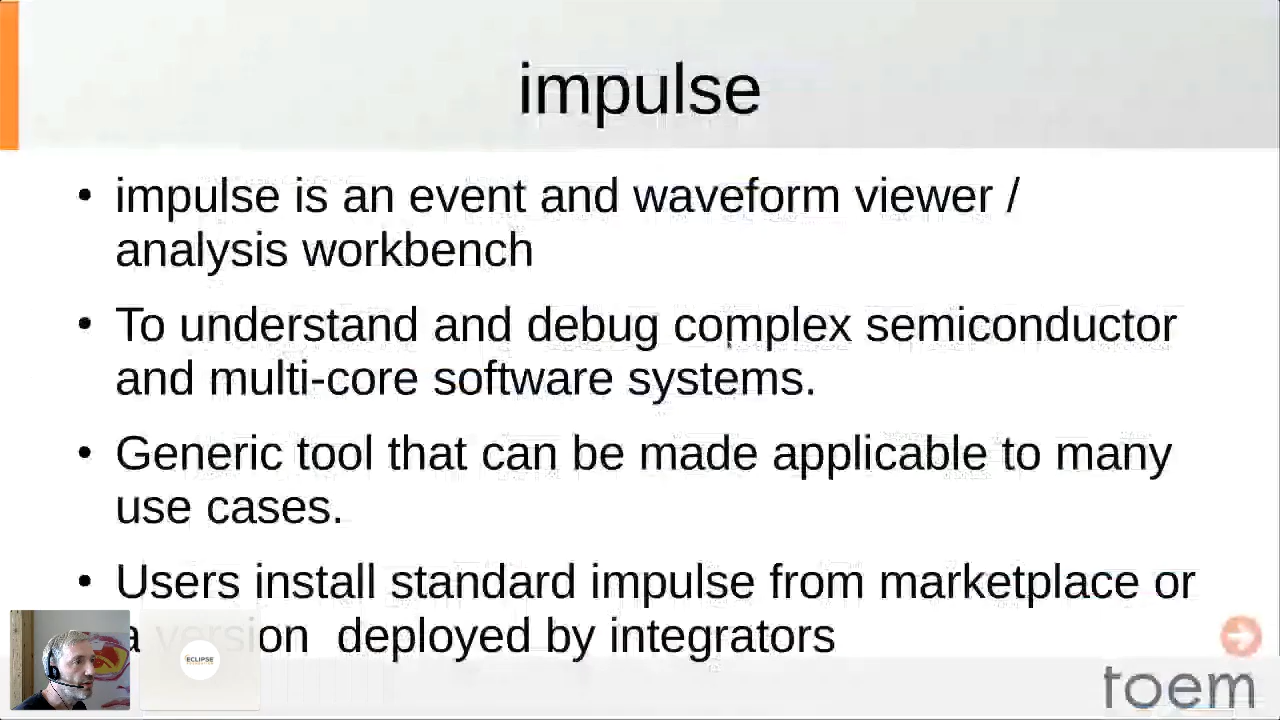 impulse
• impulse is an event and waveform viewer /
analysis workbench
• To understand and debug complex semiconductor
and multi-core software systems.
• Generic tool that can be made applicable to many
use cases.
• Users install standard impulse from marketplace or
a version deployed by integrators
ECLIPSE
toem